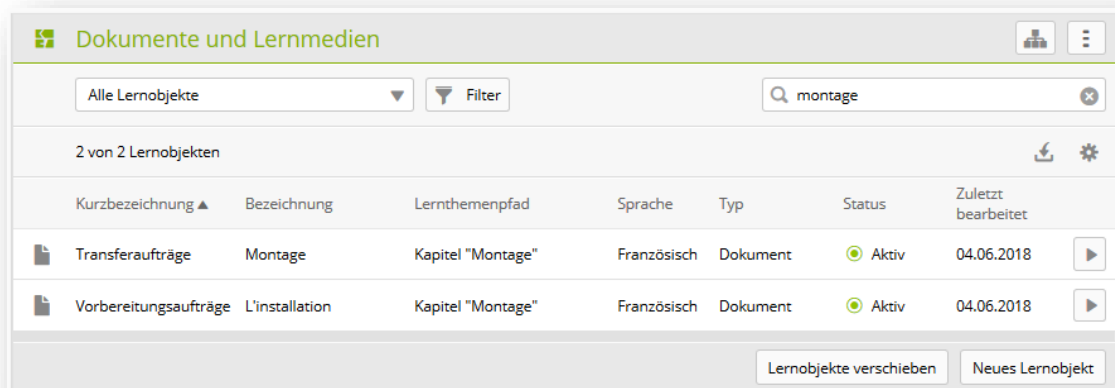 Dokumente und Lernmedien
Alle Lernobjekte Filter montage
2 von 2 Lernobjekten
Kurzbezeichnung ▲ Bezeichnung Lernthemenpfad Sprache Typ Status Zuletzt bearbeitet
Transferaufträge Montage Kapitel "Montage" Französisch Dokument Aktiv 04.06.2018
Vorbereitungsaufträge L'installation Kapitel "Montage" Französisch Dokument Aktiv 04.06.2018
Lernobjekte verschieben Neues Lernobjekt